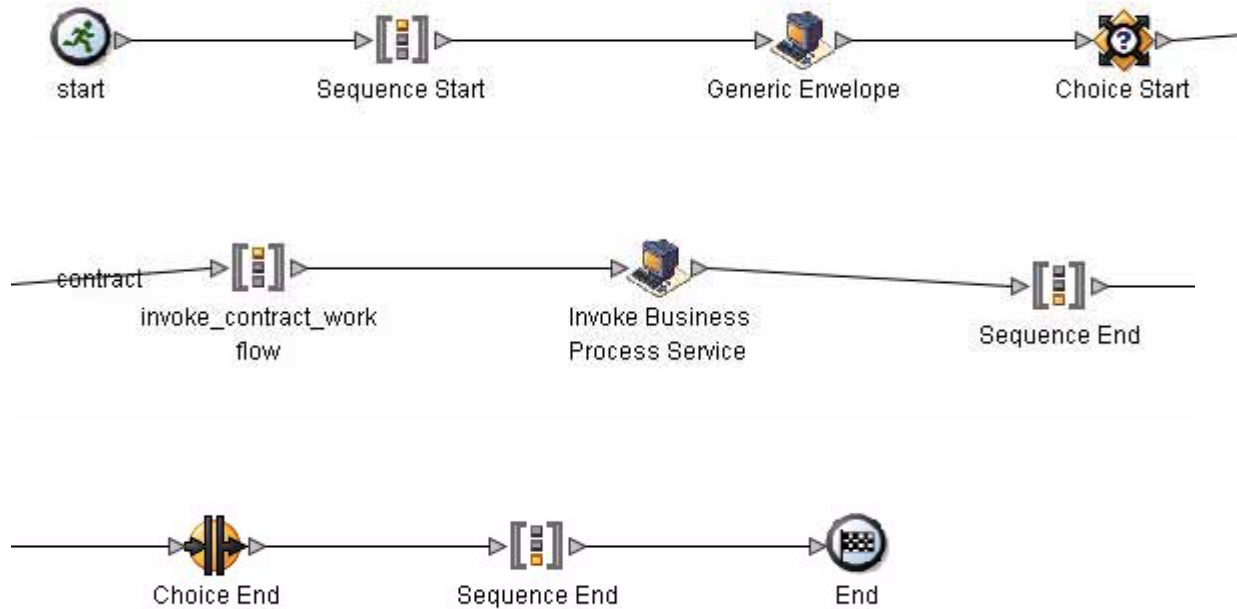 start
Sequence Start
Generic Envelope
Choice Start
contract
invoke_contract_work
flow
Invoke Business
Process Service
Sequence End
Choice End
Sequence End
End